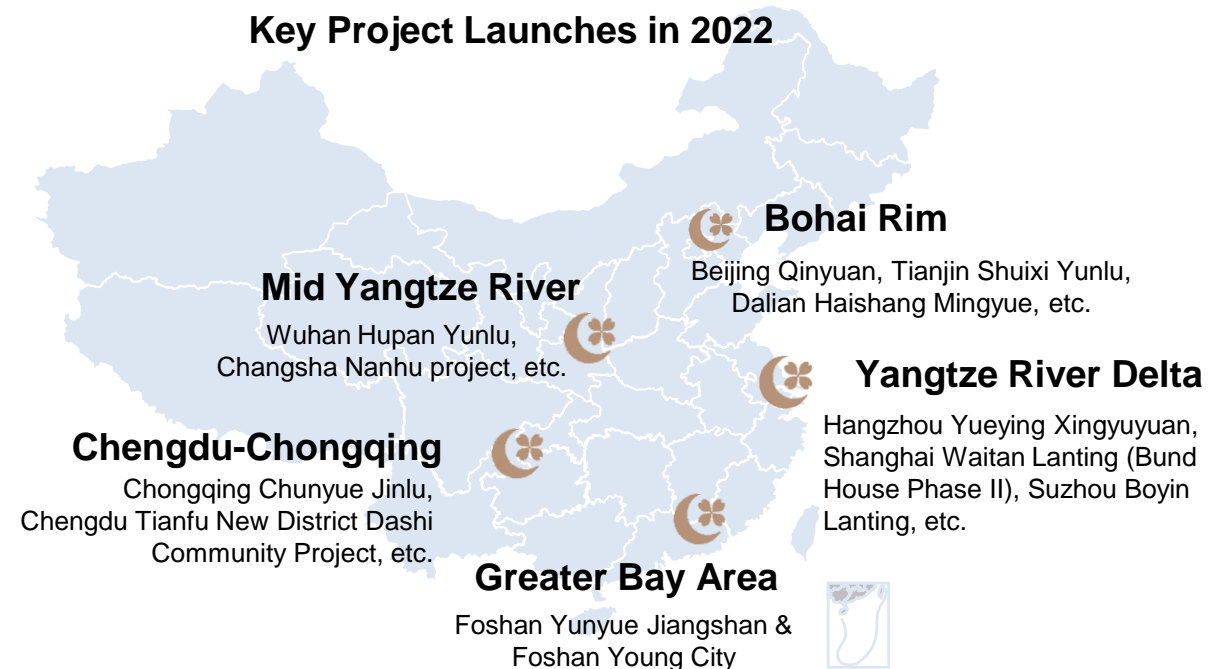 Key Project Launches in 2022
Bohai Rim
Beijing Qinyuan, Tianjin Shuixi Yunlu,
Dalian Haishang Mingyue, etc.
Mid Yangtze River
Wuhan Hupan Yunlu,
Changsha Nanhu project, etc.
Yangtze River Delta
Hangzhou Yueying Xingyuyuan,
Shanghai Waitan Lanting (Bund
House Phase II), Suzhou Boyin
Lanting, etc.
Chengdu-Chongqing
Chongqing Chunyue Jinlu,
Chengdu Tianfu New District Dashi
Community Project, etc.
Greater Bay Area
Foshan Yunyue Jiangshan &
Foshan Young City